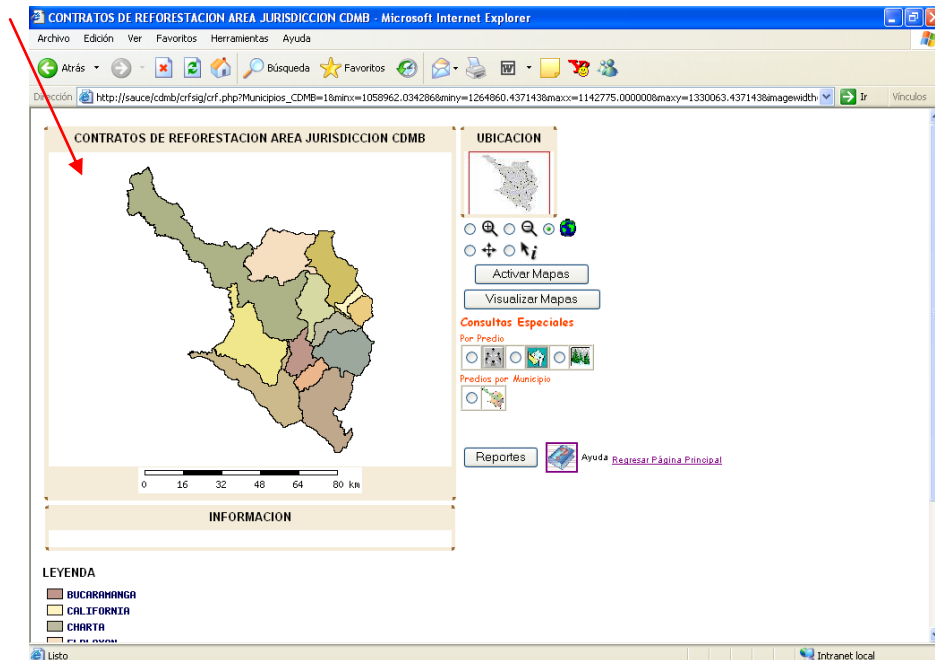 CONTRATOS DE REFORESTACION AREA JURISDICCION CDMB - Microsoft Internet Explorer
Archivo Edición Ver Favoritos Herramientas Ayuda
Atrás Búsqueda Favoritos
Dirección http://sauce/cdmb/crfsig/crf.php?Municipios_CDMB=1&minx=1058962.034286&miny=1264860.437143&maxx=1142775.000000&maxy=1330063.437143&imagewidth Ir Vínculos
CONTRATOS DE REFORESTACION AREA JURISDICCION CDMB
UBICACION
Activar Mapas
Visualizar Mapas
Consultas Especiales
Por Predio
Predios por Municipio
Reportes Ayuda Regresar Página Principal
0 16 32 48 64 80 km
INFORMACION
LEYENDA
BUCARAMANGA
CALIFORNIA
CHARTA
Listo Intranet local